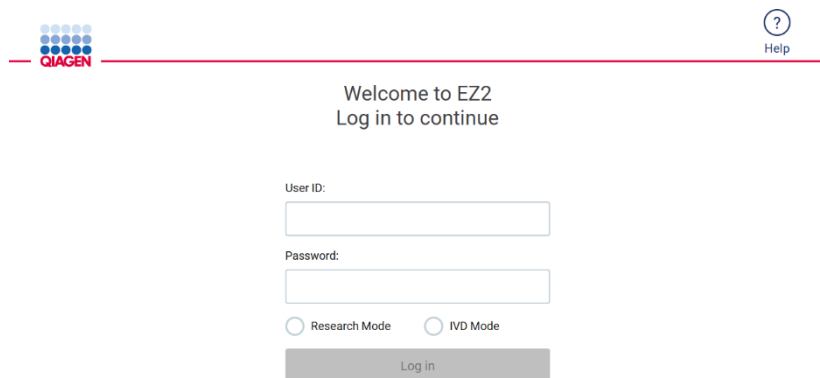 ?
Help
QIAGEN
Welcome to EZ2
Log in to continue
User ID:
Password:
Research Mode
IVD Mode
Log in